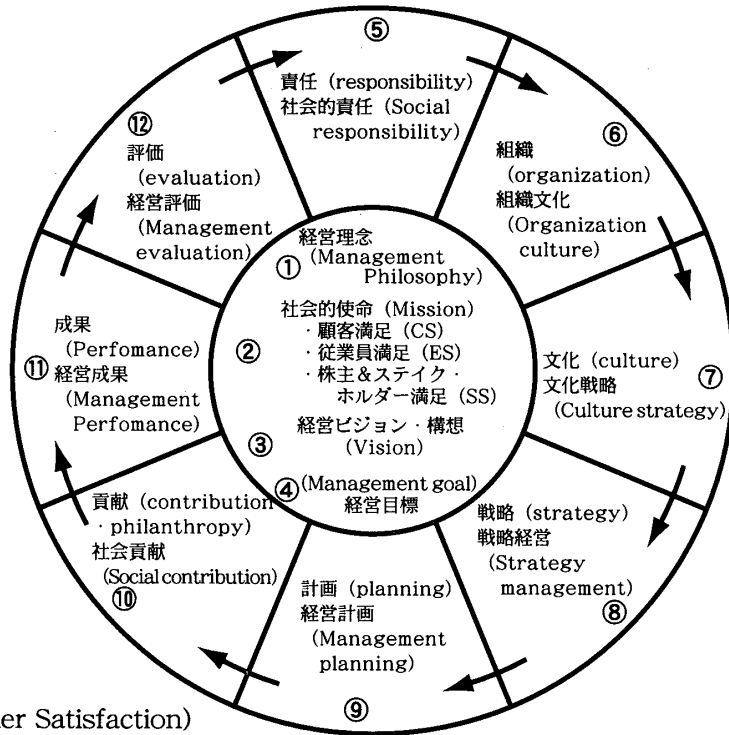 ⑤
責任 (responsibility)
社会的責任 (Social
responsibility)
⑥
組織
(organization)
組織文化
(Organization
culture)
⑦
文化 (culture)
文化戦略
(Culture strategy)
⑧
戦略 (strategy)
戦略経営
(Strategy
management)
⑨
計画 (planning)
経営計画
(Management
planning)
⑩
貢献 (contribution
・philanthropy)
社会貢献
(Social contribution)
⑪
成果
(Perfomance)
経営成果
(Management
Perfomance)
⑫
評価
(evaluation)
経営評価
(Management
evaluation)
①
経営理念
(Management
Philosophy)
②
社会的使命 (Mission)
・顧客満足 (CS)
・従業員満足 (ES)
・株主&ステイク・
ホルダー満足 (SS)
③
経営ビジョン・構想
(Vision)
④
(Management goal)
経営目標
er Satisfaction)